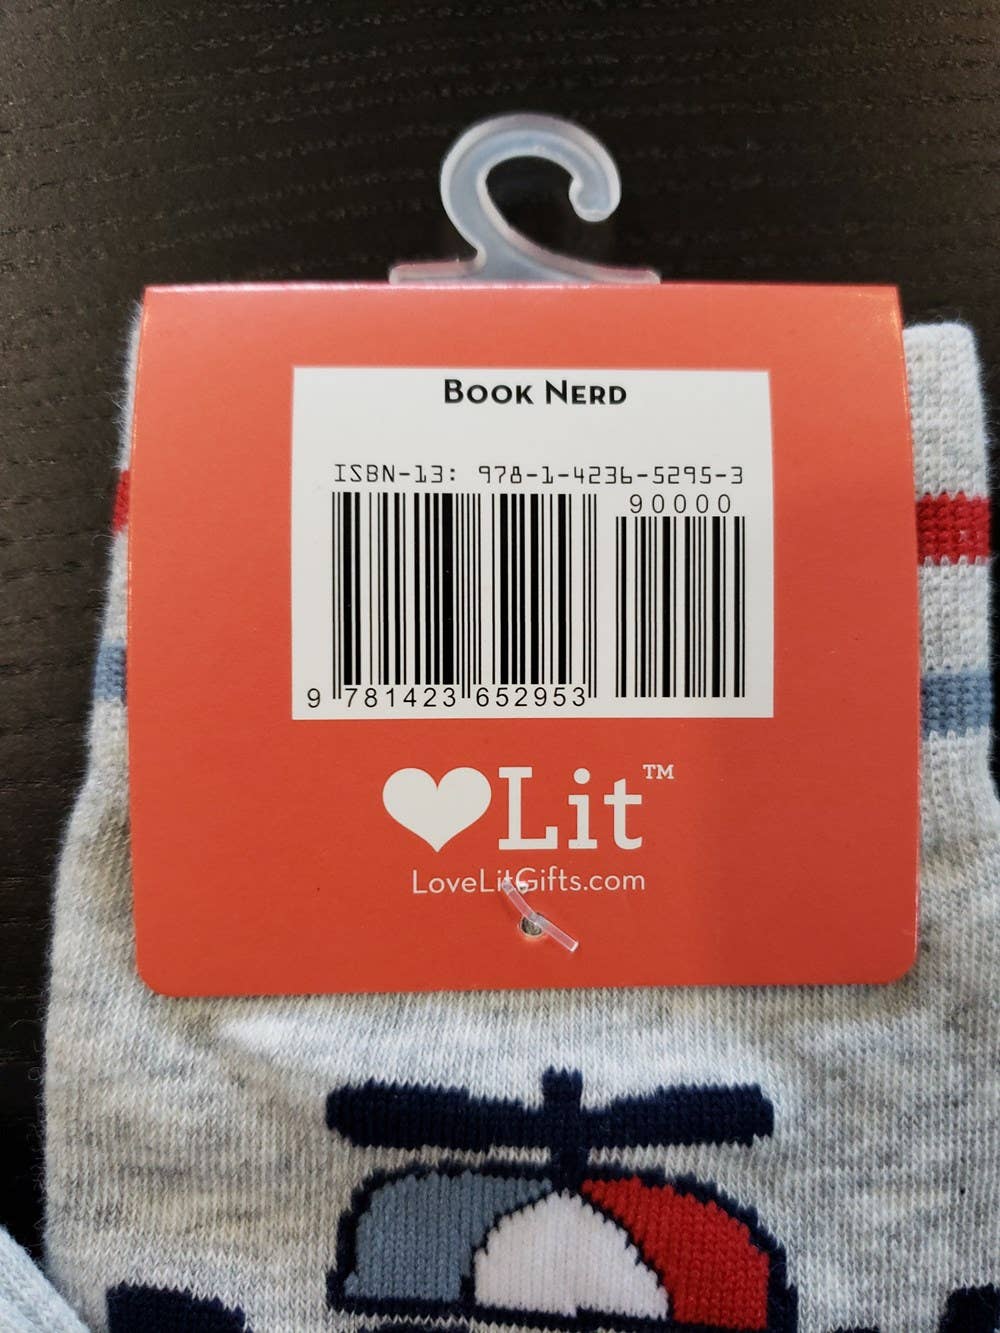 Book Nerd
ISBN-13: 978-1-4236-5295-3
90000
9 781423 652953
Lit™
LoveLitGifts.com